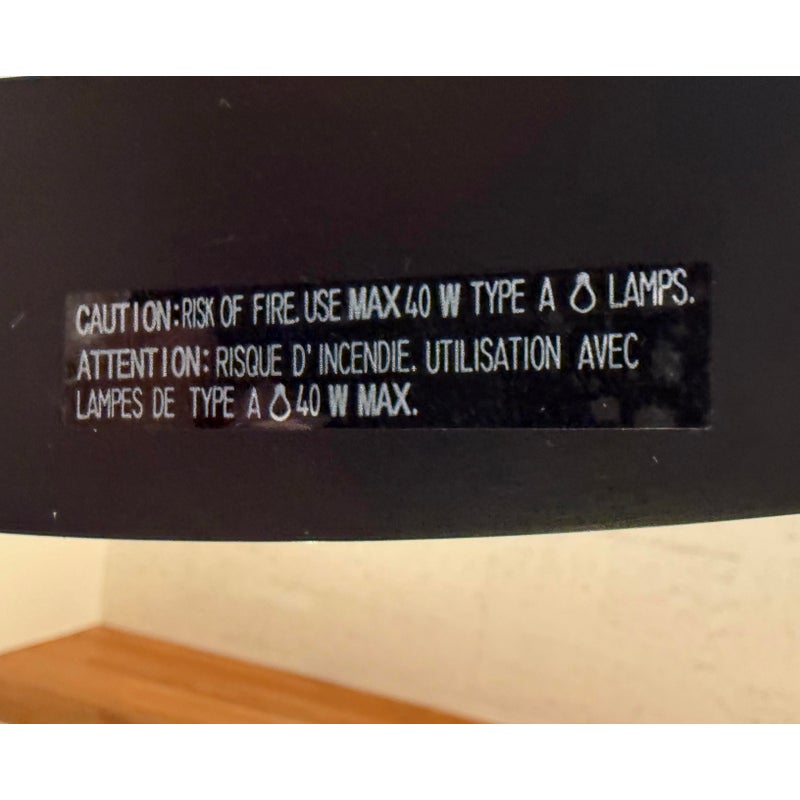 CAUTION: RISK OF FIRE. USE MAX 40 W TYPE A LAMPS.
ATTENTION: RISQUE D' INCENDIE. UTILISATION AVEC
LAMPES DE TYPE A 40 W MAX.